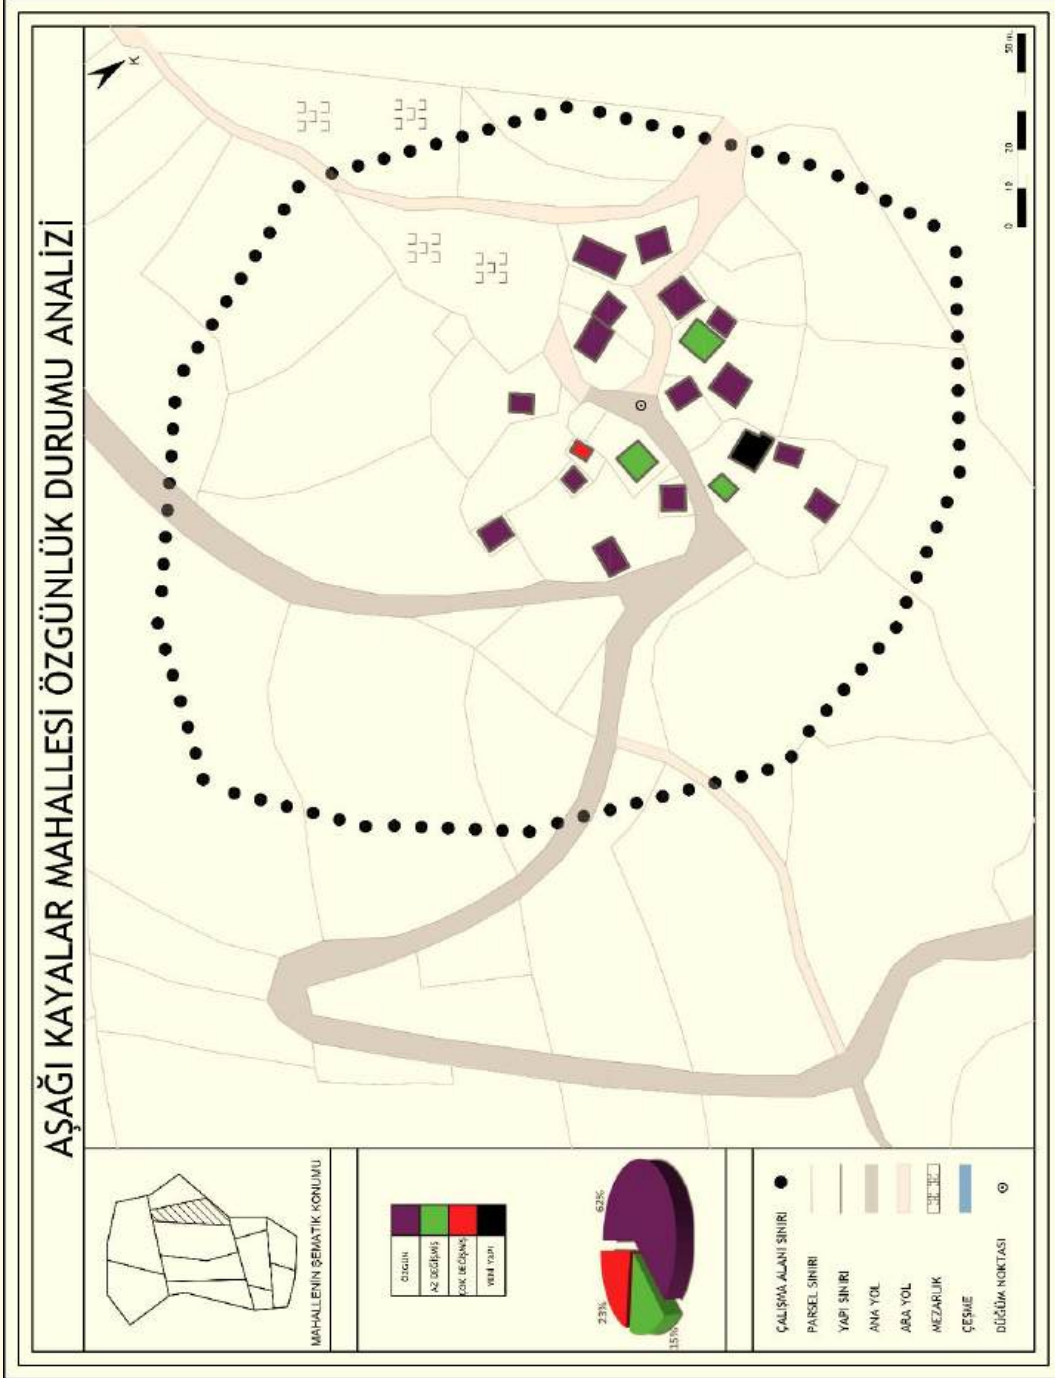 AŞAĞI KAYALAR MAHALLESİ ÖZGÜNLÜK DURUMU ANALİZİ
K
0 10 20 50 m.
MAHALLENİN ŞEMATİK KONUMU
ÖZGÜN
AZ DEĞİŞMİŞ
ÇOK DEĞİŞMİŞ
YENİ YAPI
62%
23%
15%
ÇALIŞMA ALANI SINIRI
PARSEL SINIRI
YAPI SINIRI
ANA YOL
ARA YOL
MEZARLIK
ÇEŞME
DÜĞÜM NOKTASI